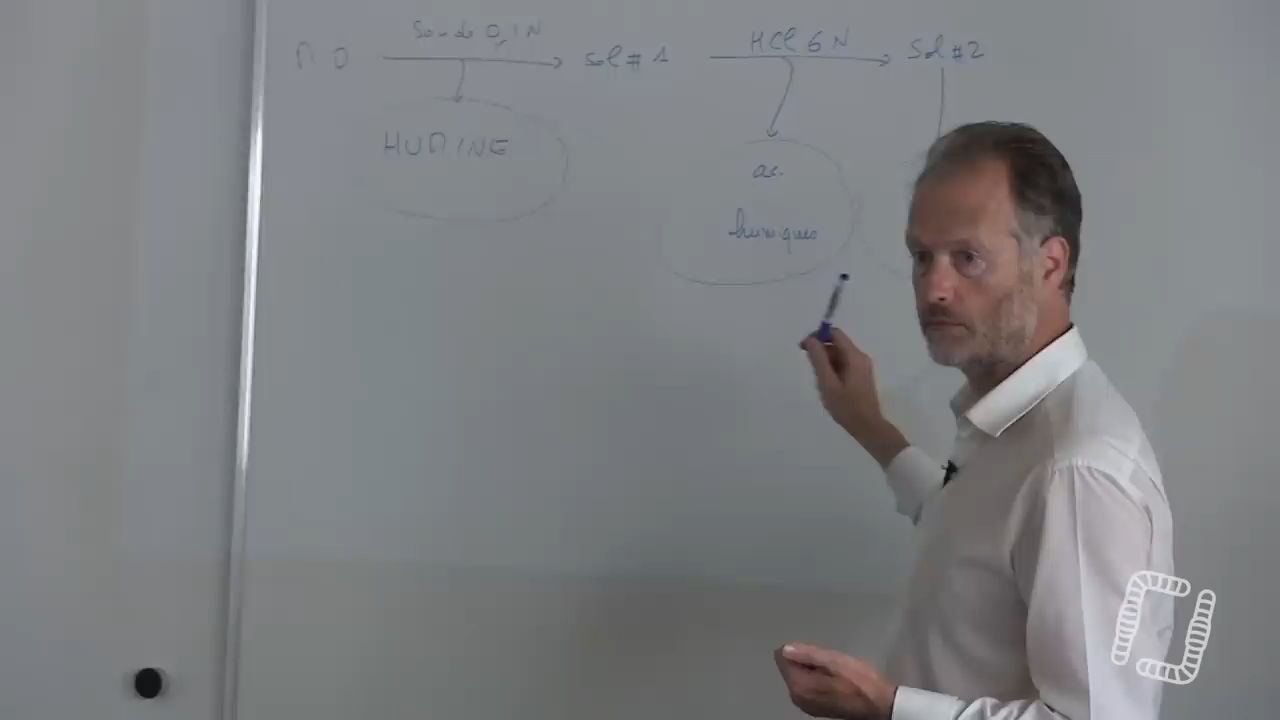 Soude 0,1N
HCl 6N
MO
Sol #1
Sol #2
HUMINE
ac.
humiques